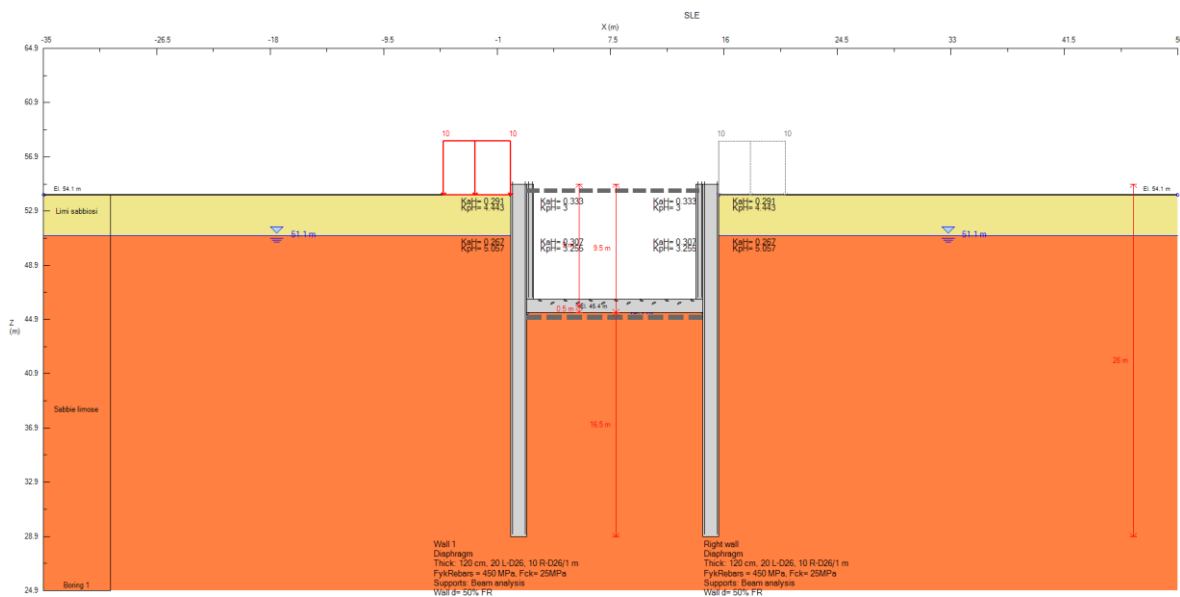 SLE
X (m)
-35 -26.5 -18 -9.5 -1 7.5 16 24.5 33 41.5
64.9
60.9
56.9
52.9
48.9
44.9
40.9
36.9
32.9
28.9
24.9
Z
(m)
10 10 10 10
El. 54.1 m
El. 54.1 m
KaH= 0.291 KaH= 0.333 KaH= 0.333 KaH= 0.291
KpH= 4.443 KpH= 3 KpH= 3 KpH= 4.443
Limi sabbiosi
51.1 m
51.1 m
KaH= 0.267 KaH= 0.307 KaH= 0.307 KaH= 0.267
KpH= 5.057 KpH= 3.255 KpH= 3.255 KpH= 5.057
9.5 m
0.5 m
26 m
Sabbie limose
16.5 m
Boring 1
Wall 1
Diaphragm
Thick: 120 cm, 20 L-D26, 10 R-D26/1 m
FykRebars = 450 MPa, Fck= 25MPa
Supports: Beam analysis
Wall d= 50% FR
Right wall
Diaphragm
Thick: 120 cm, 20 L-D26, 10 R-D26/1 m
FykRebars = 450 MPa, Fck= 25MPa
Supports: Beam analysis
Wall d= 50% FR